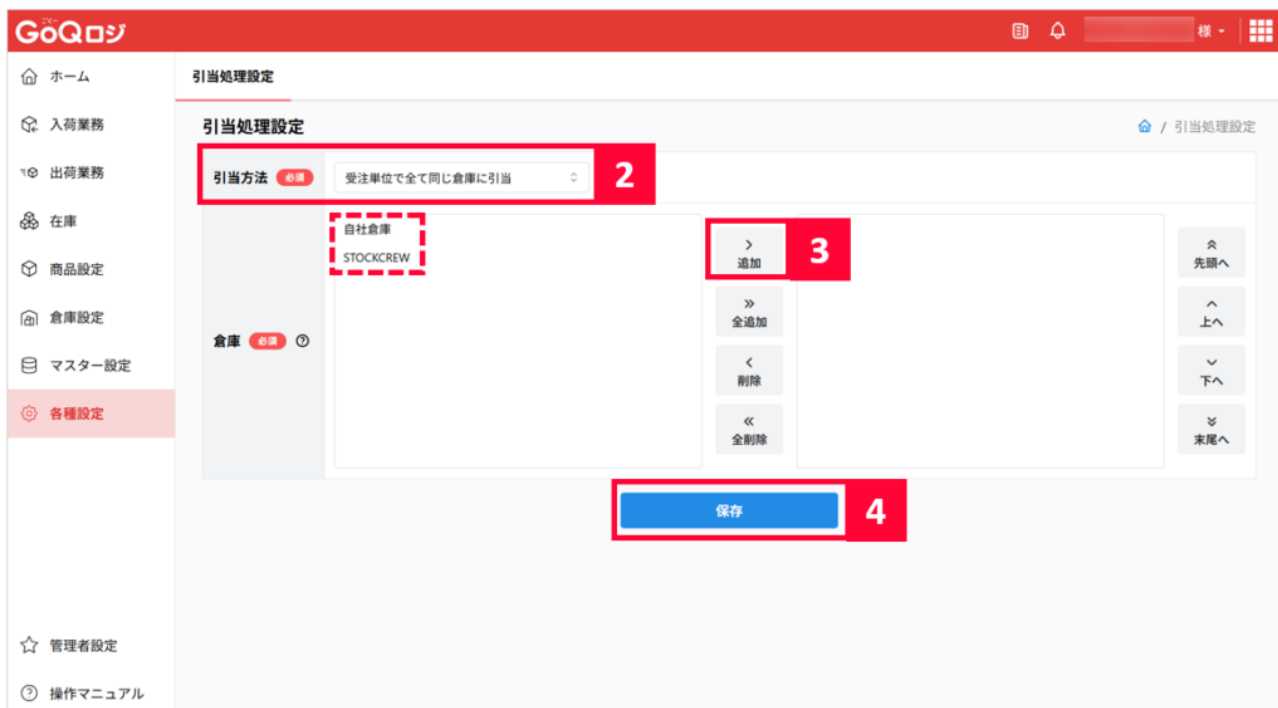 ごくー
GoQロジ
様
ホーム
入荷業務
出荷業務
在庫
商品設定
倉庫設定
マスター設定
各種設定
管理者設定
操作マニュアル
引当処理設定
引当処理設定
/ 引当処理設定
引当方法 必須 受注単位で全て同じ倉庫に引当 2
倉庫 必須
自社倉庫
STOCKCREW
追加 3
全追加
削除
全削除
先頭へ
上へ
下へ
末尾へ
保存 4